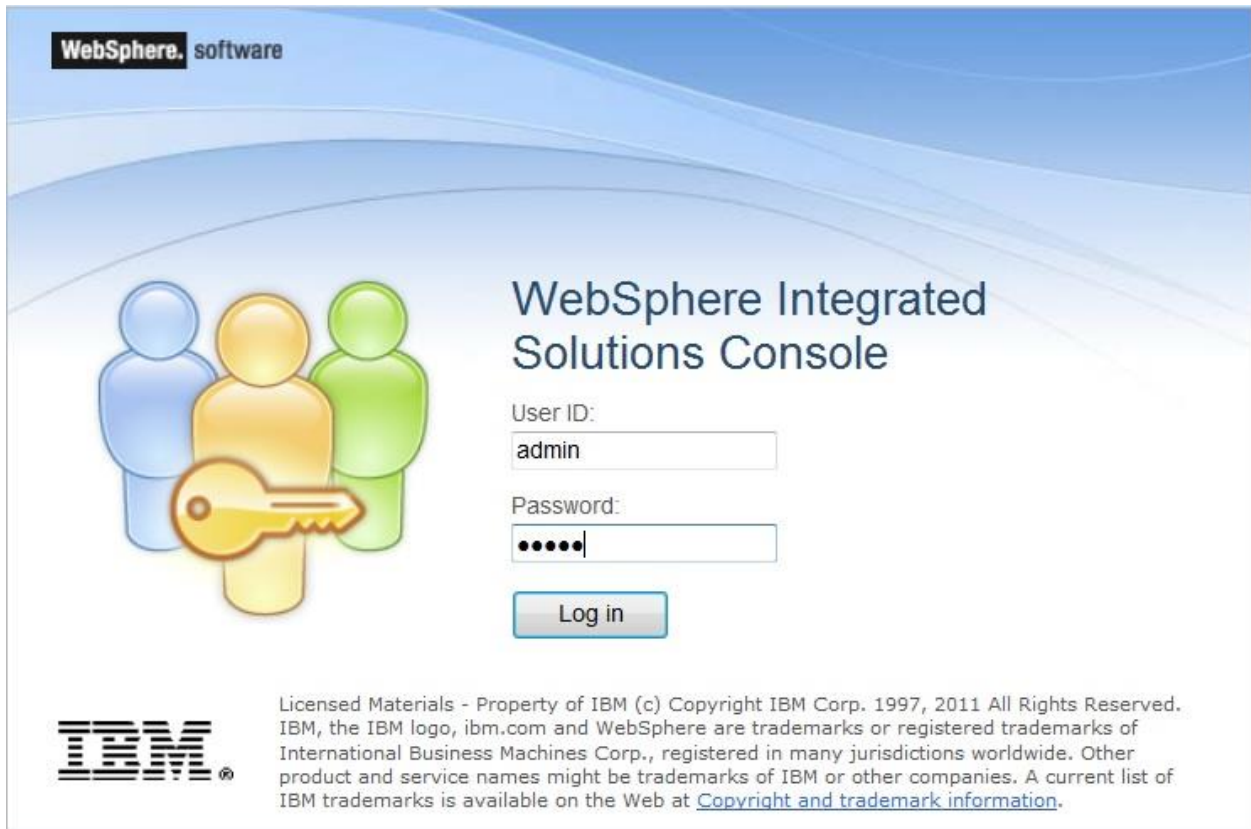 WebSphere. software
WebSphere Integrated
Solutions Console
User ID:
admin
Password:
•••••
Log in
Licensed Materials - Property of IBM (c) Copyright IBM Corp. 1997, 2011 All Rights Reserved.
IBM, the IBM logo, ibm.com and WebSphere are trademarks or registered trademarks of
International Business Machines Corp., registered in many jurisdictions worldwide. Other
product and service names might be trademarks of IBM or other companies. A current list of
IBM trademarks is available on the Web at Copyright and trademark information.
IBM®